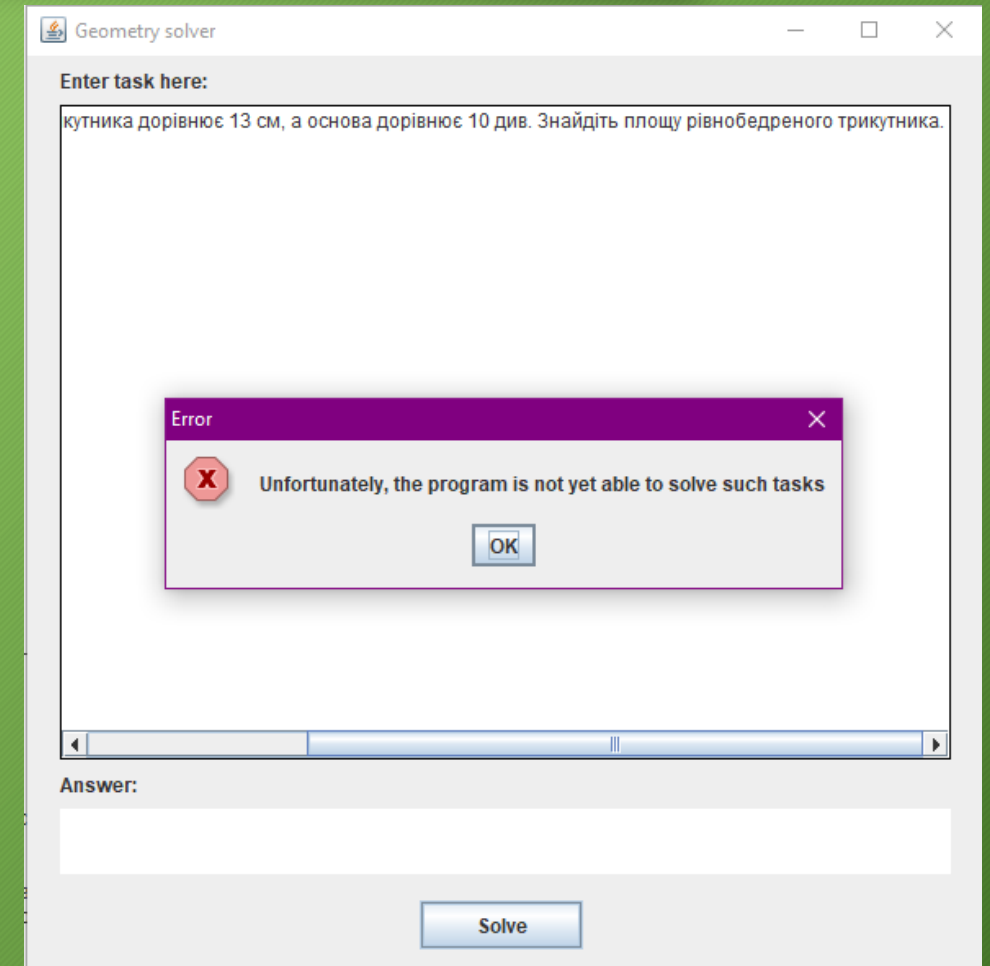 Geometry solver
Enter task here:
кутника дорівнює 13 см, а основа дорівнює 10 див. Знайдіть площу рівнобедреного трикутника.
Error
Unfortunately, the program is not yet able to solve such tasks
OK
Answer:
Solve